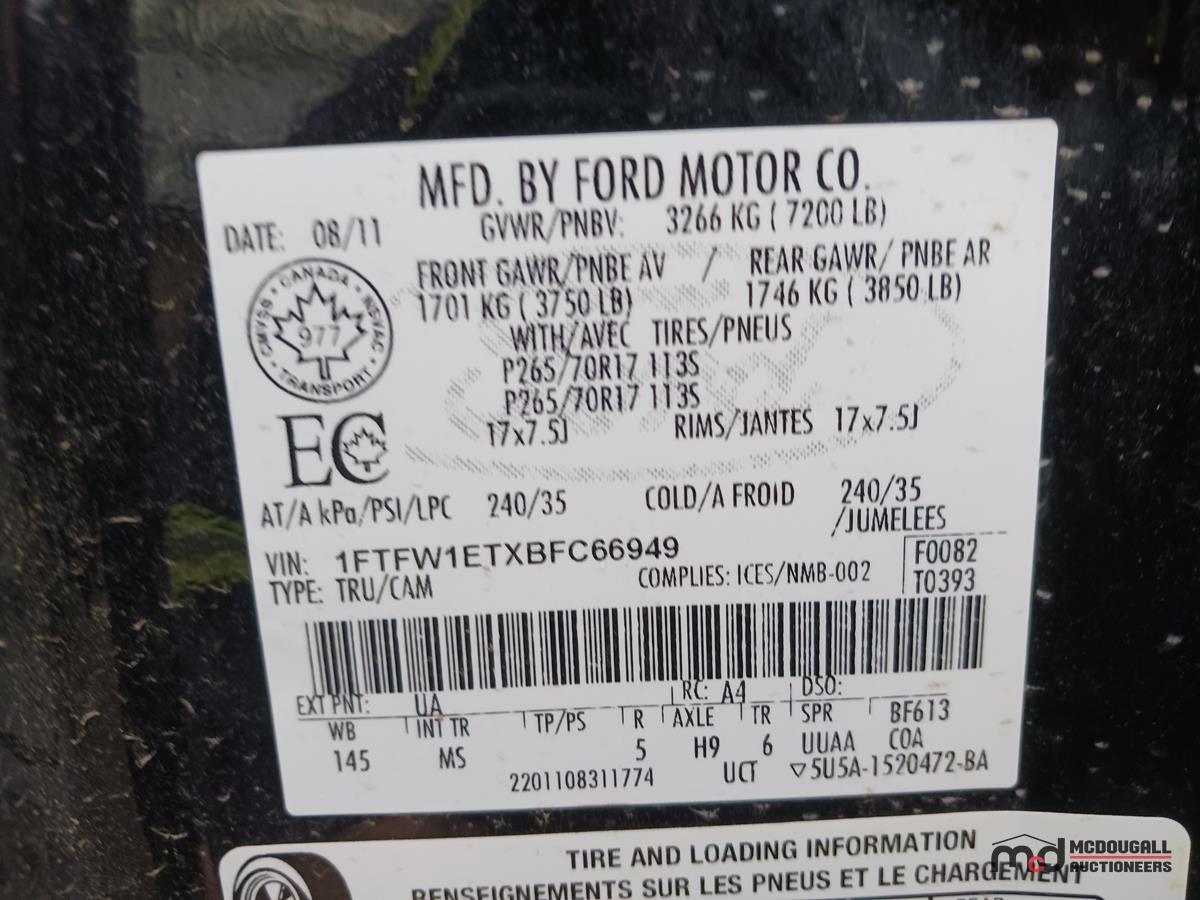 MFD. BY FORD MOTOR CO.
DATE: 08/11
GVWR/PNBV: 3266 KG ( 7200 LB)
FRONT GAWR/PNBE AV / REAR GAWR/ PNBE AR
1701 KG ( 3750 LB) 1746 KG ( 3850 LB)
WITH/AVEC TIRES/PNEUS
P265/70R17 113S
P265/70R17 113S
17x7.5J RIMS/JANTES 17x7.5J
CANADA
CMVSS 977 NSVAC
TRANSPORT
EC
AT/A kPa/PSI/LPC 240/35 COLD/A FROID 240/35
/JUMELEES
VIN: 1FTFW1ETXBFC66949
F0082
TYPE: TRU/CAM COMPLIES: ICES/NMB-002
T0393
EXT PNT: UA RC: A4 DSO:
WB INT TR TP/PS R AXLE TR SPR BF613
145 MS 5 H9 6 UUAA COA
2201108311774 UCT ▽5U5A-1520472-BA
TIRE AND LOADING INFORMATION
RENSEIGNEMENTS SUR LES PNEUS ET LE CHARGEMENT
mcd MCDOUGALL
AUCTIONEERS